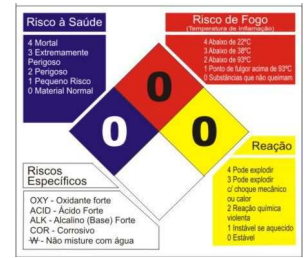 Risco à Saúde
4 Mortal
3 Extremamente
Perigoso
2 Perigoso
1 Pequeno Risco
0 Material Normal
Risco de Fogo
(Temperatura de Inflamação)
4 Abaixo de 22ºC
3 Abaixo de 38ºC
2 Abaixo de 93ºC
1 Ponto de fulgor acima de 93ºC
0 Substâncias que não queimam
0
0
0
Reação
4 Pode explodir
3 Pode explodir
c/ choque mecânico
ou calor
2 Reação química
violenta
1 Instável se aquecido
0 Estável
Riscos
Específicos
OXY - Oxidante forte
ACID - Ácido Forte
ALK - Alcalino (Base) Forte
COR - Corrosivo
W - Não misture com água